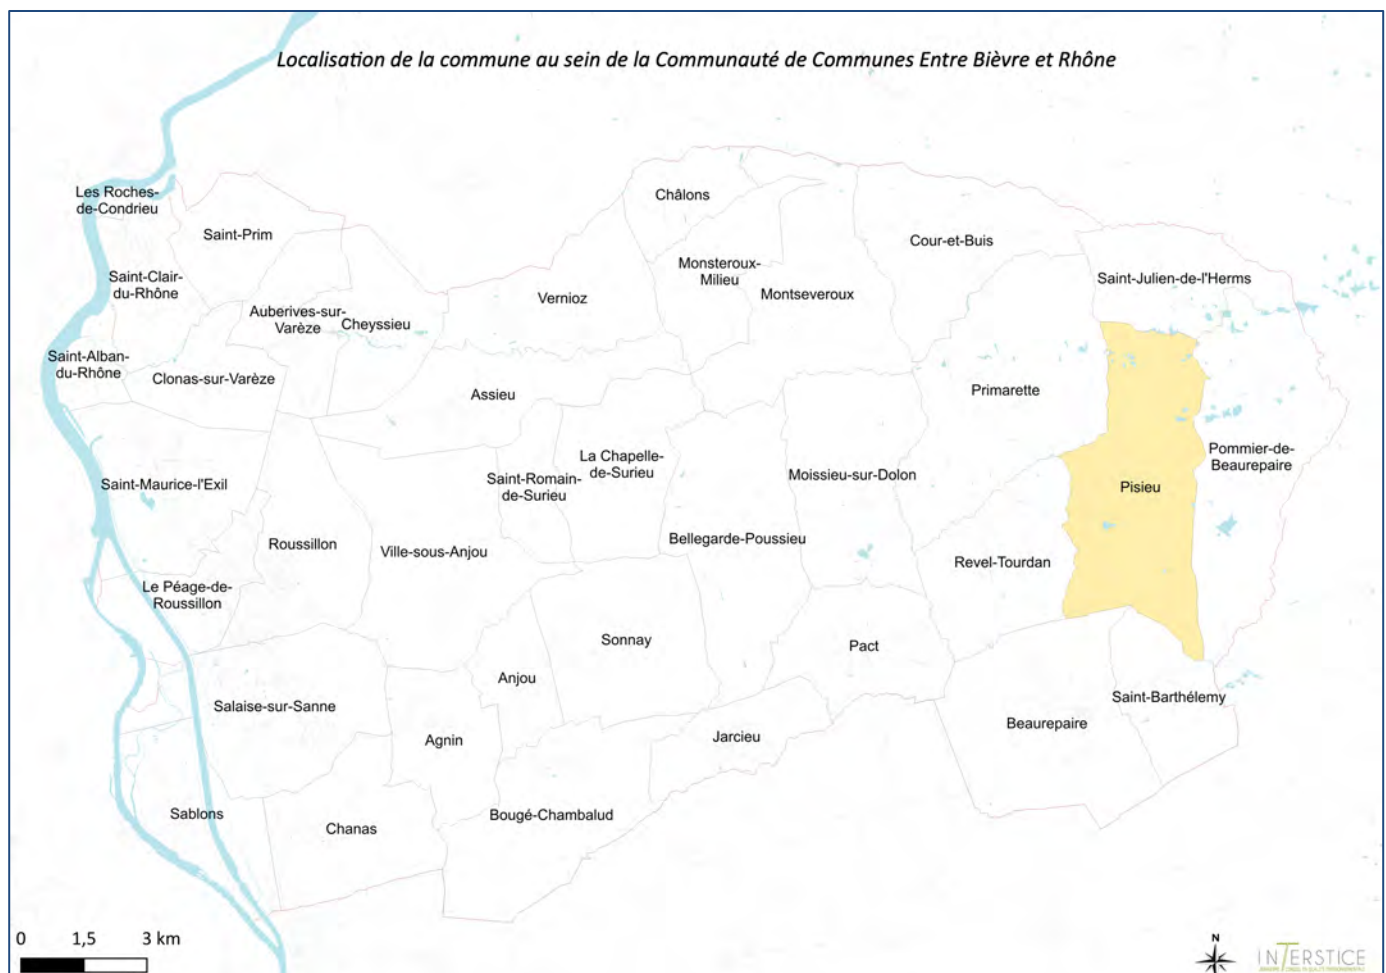 Localisation de la commune au sein de la Communauté de Communes Entre Bièvre et Rhône
Les Roches-
de-Condrieu
Châlons
Saint-Prim
Cour-et-Buis
Monsteroux-
Milieu
Saint-Clair-
du-Rhône
Saint-Julien-de-l'Herms
Vernioz
Montseveroux
Auberives-sur-
Varèze
Cheyssieu
Saint-Alban-
du-Rhône
Clonas-sur-Varèze
Assieu
Primarette
La Chapelle-
de-Surieu
Pommier-de-
Beaurepaire
Saint-Maurice-l'Exil
Saint-Romain-
de-Surieu
Moissieu-sur-Dolon
Pisieu
Roussillon
Ville-sous-Anjou
Bellegarde-Poussieu
Revel-Tourdan
Le Péage-de-
Roussillon
Sonnay
Pact
Anjou
Salaise-sur-Sanne
Saint-Barthélemy
Agnin
Jarcieu
Beaurepaire
Sablons
Chanas
Bougé-Chambalud
0 1,5 3 km
N
INTERSTICE